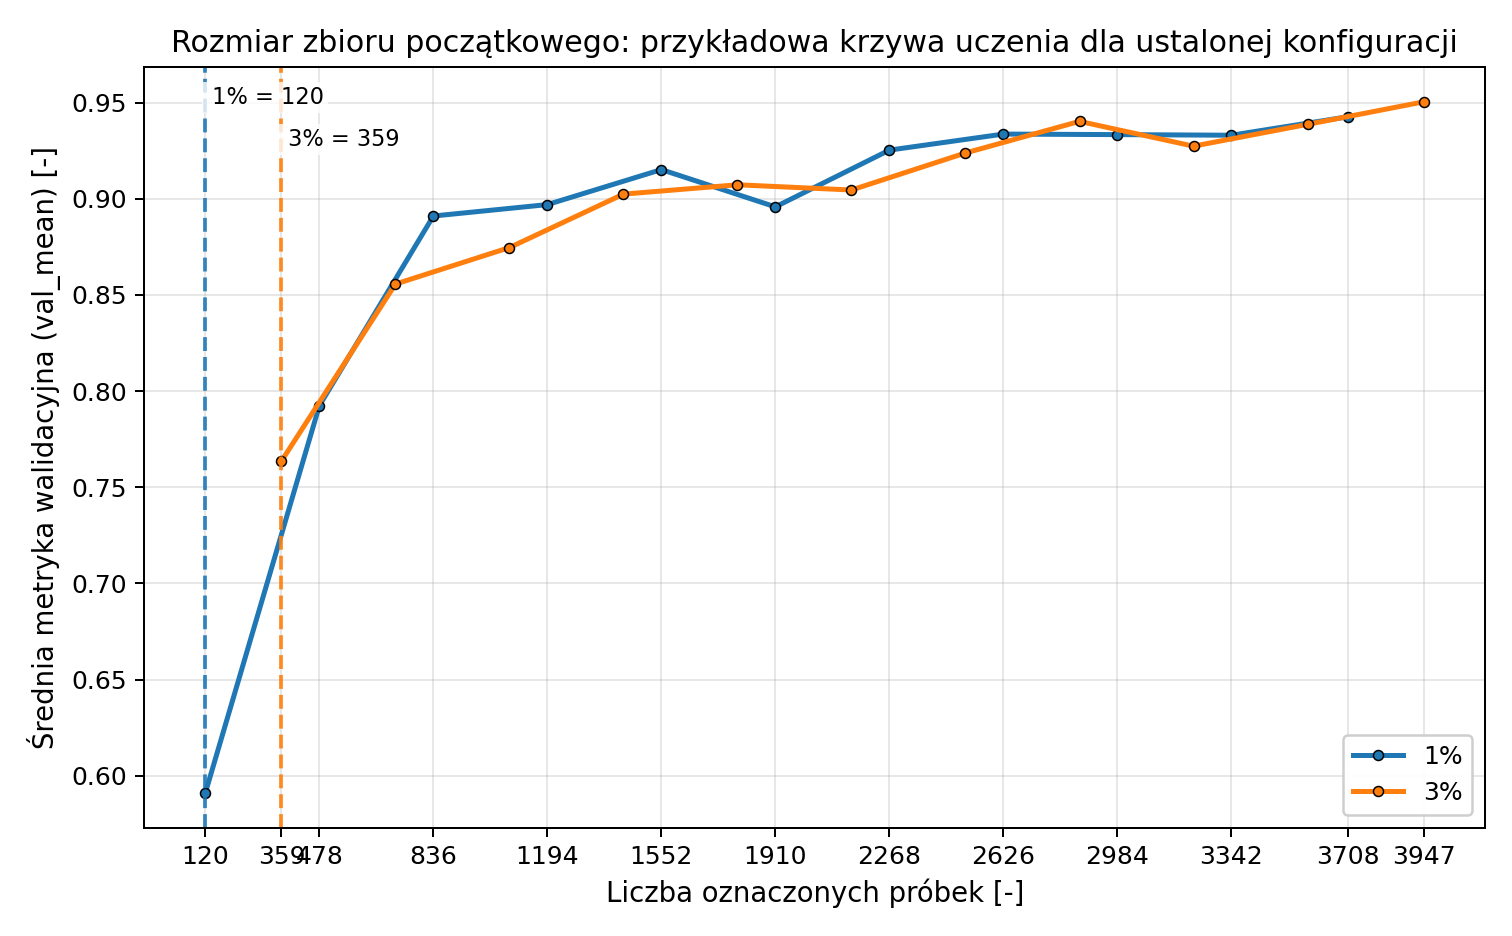 Rozmiar zbioru początkowego: przykładowa krzywa uczenia dla ustalonej konfiguracji
Średnia metryka walidacyjna (val_mean) [-]
0.95
0.90
0.85
0.80
0.75
0.70
0.65
0.60
1% = 120
3% = 359
1%
3%
120 359 478 836 1194 1552 1910 2268 2626 2984 3342 3708 3947
Liczba oznaczonych próbek [-]